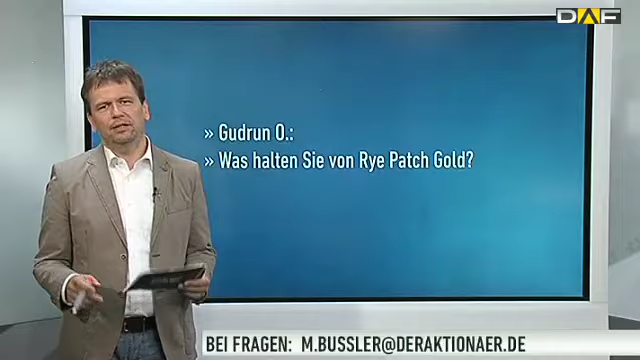 DAF
» Gudrun O.:
» Was halten Sie von Rye Patch Gold?
BEI FRAGEN: M.BUSSLER@DERAKTIONAER.DE